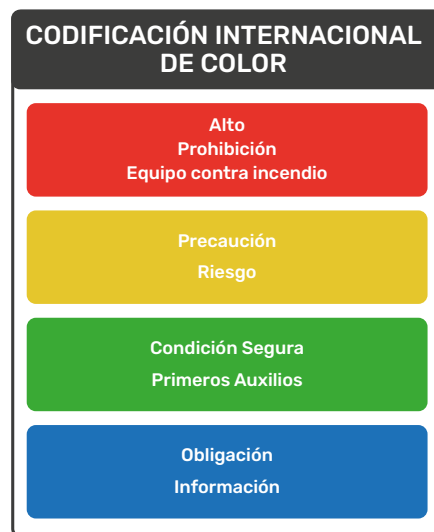 CODIFICACIÓN INTERNACIONAL
DE COLOR
Alto
Prohibición
Equipo contra incendio
Precaución
Riesgo
Condición Segura
Primeros Auxilios
Obligación
Información